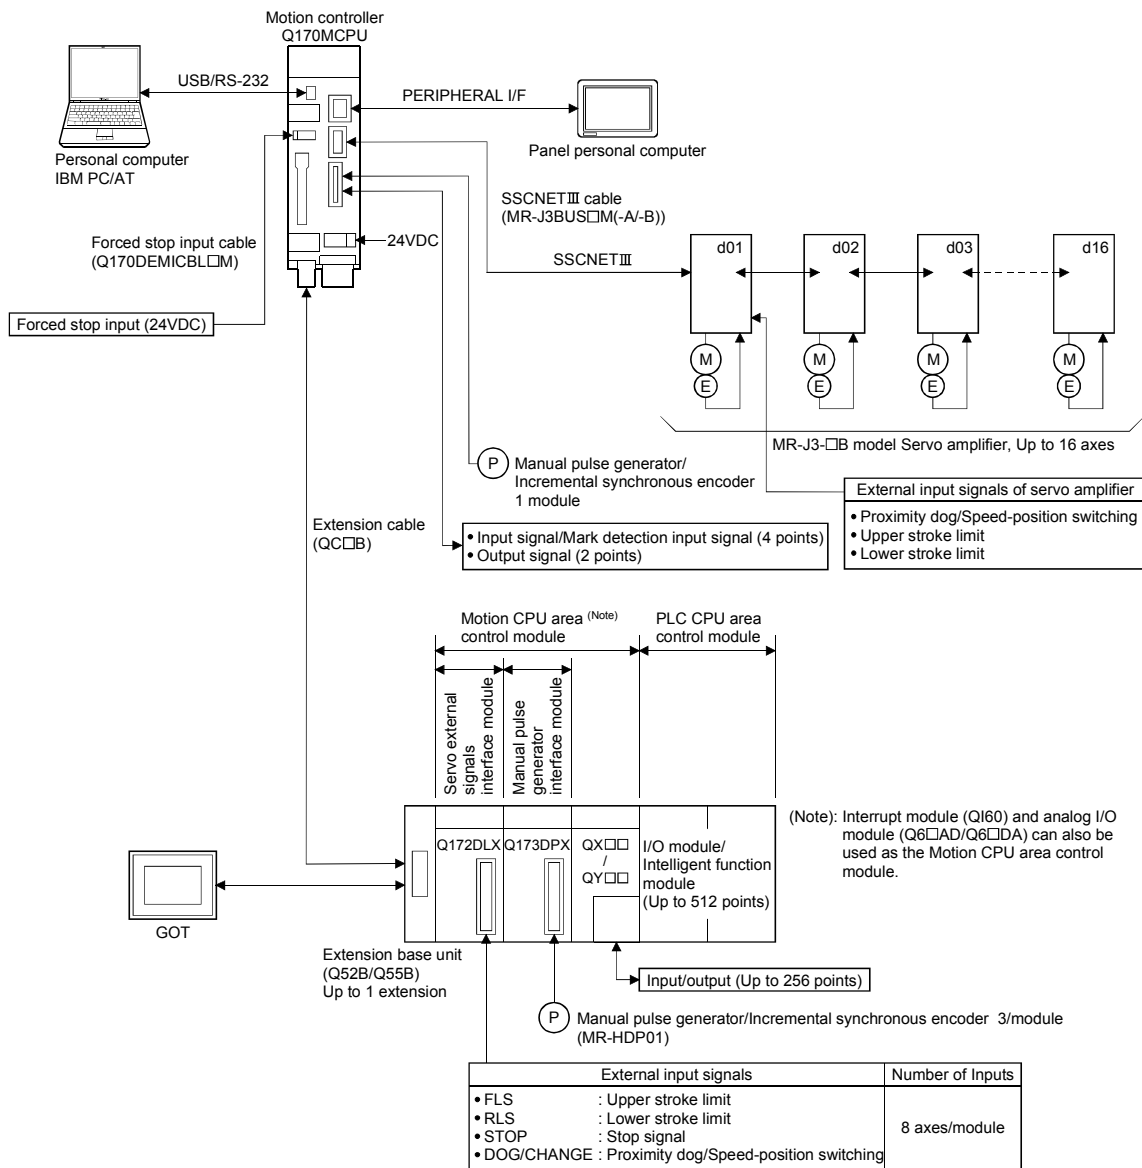 Motion controller
Q170MCPU
USB/RS-232
PERIPHERAL I/F
Personal computer
IBM PC/AT
Panel personal computer
SSCNETⅢ cable
(MR-J3BUS□M(-A/-B))
Forced stop input cable
(Q170DEMICBL□M)
24VDC
SSCNETⅢ
d01
d02
d03
d16
Forced stop input (24VDC)
M
E
M
E
M
E
M
E
MR-J3-□B model Servo amplifier, Up to 16 axes
P
Manual pulse generator/
Incremental synchronous encoder
1 module
External input signals of servo amplifier
• Proximity dog/Speed-position switching
• Upper stroke limit
• Lower stroke limit
Extension cable
(QC□B)
• Input signal/Mark detection input signal (4 points)
• Output signal (2 points)
Motion CPU area (Note)
control module
PLC CPU area
control module
Servo external
signals
interface module
Manual pulse
generator
interface module
Q172DLX
Q173DPX
QX□□
/
QY□□
I/O module/
Intelligent function
module
(Up to 512 points)
(Note): Interrupt module (QI60) and analog I/O
module (Q6□AD/Q6□DA) can also be
used as the Motion CPU area control
module.
GOT
Extension base unit
(Q52B/Q55B)
Up to 1 extension
Input/output (Up to 256 points)
P
Manual pulse generator/Incremental synchronous encoder 3/module
(MR-HDP01)
External input signals
Number of Inputs
• FLS : Upper stroke limit
• RLS : Lower stroke limit
• STOP : Stop signal
• DOG/CHANGE : Proximity dog/Speed-position switching
8 axes/module